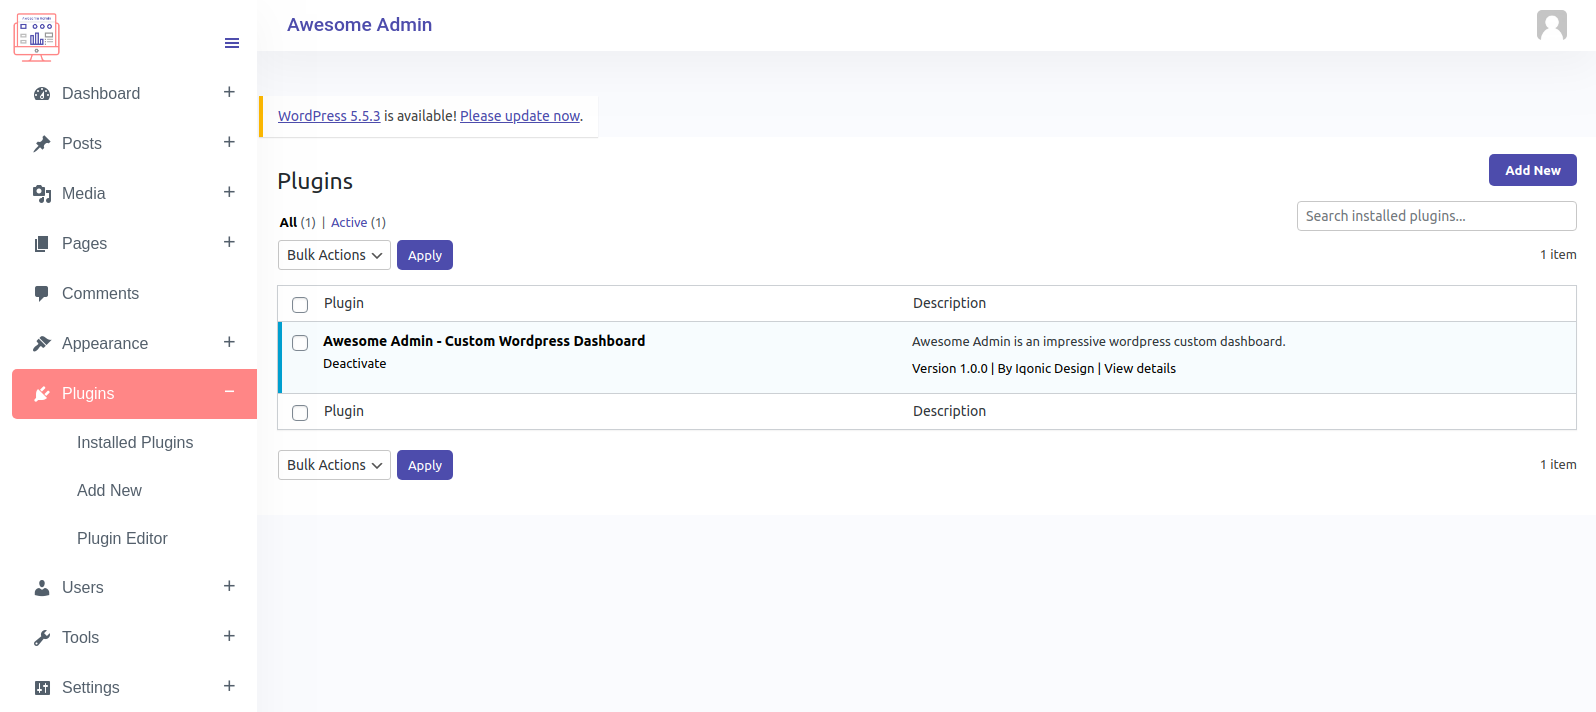 Awesome Admin
Dashboard
Posts
Media
Pages
Comments
Appearance
Plugins
Installed Plugins
Add New
Plugin Editor
Users
Tools
Settings
WordPress 5.5.3 is available! Please update now.
Plugins
Add New
All (1) | Active (1)
Search installed plugins...
Bulk Actions
Apply
1 item
Plugin Description
Awesome Admin - Custom Wordpress Dashboard
Awesome Admin is an impressive wordpress custom dashboard.
Deactivate
Version 1.0.0 | By Iqonic Design | View details
Plugin Description
Bulk Actions
Apply
1 item